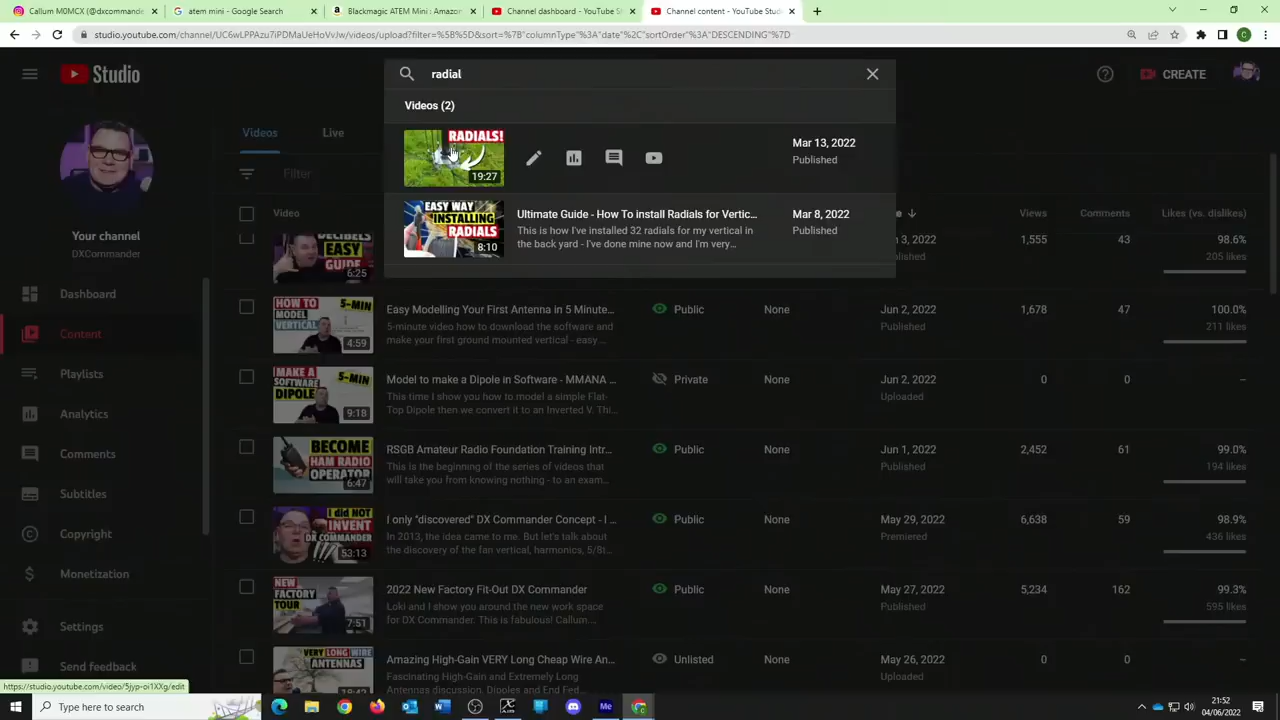 Callum M0MCX (@dxcommander
atem mini - Google Search
Blackmagic ATEM Mini : Amazon
Channel dashboard - YouTube St
Channel content - YouTube Studi
studio.youtube.com/channel/UC6wLPPAzu7iPDMaUeHoVvJw/videos/upload?filter=%5B%5D&sort=%7B"columnType"%3A"date"%2C"sortOrder"%3A"DESCENDING"%7D
Studio
radial
CREATE
Videos (2)
Videos
Live
RADIALS!
19:27
Mar 13, 2022
Published
Filter
EASY WAY
INSTALLING
RADIALS
8:10
Ultimate Guide - How To install Radials for Vertic...
This is how I've installed 32 radials for my vertical in
the back yard - I've done mine now and I'm very...
Mar 8, 2022
Published
Video
Views
Comments
Likes (vs. dislikes)
Your channel
DXCommander
DECIBELS
EASY
GUIDE
6:25
n 3, 2022
Published
1,555
43
98.6%
205 likes
Dashboard
Content
Playlists
Analytics
Comments
Subtitles
Copyright
Monetization
Settings
Send feedback
HOW TO
MODEL
VERTICAL
5-MIN
4:59
Easy Modelling Your First Antenna in 5 Minute...
5-minute video how to download the software and
make your first ground mounted vertical - easy...
Public
None
Jun 2, 2022
Published
1,678
47
100.0%
211 likes
MAKE A
SOFTWARE
DIPOLE
5-MIN
9:18
Model to make a Dipole in Software - MMANA ...
This time I show you how to model a simple Flat-
Top Dipole then we convert it to an Inverted V. Thi...
Private
None
Jun 2, 2022
Uploaded
0
0
–
BECOME
HAM RADIO
OPERATOR
6:47
RSGB Amateur Radio Foundation Training Intr...
This is the beginning of the series of videos that
will take you from knowing nothing - to an exam...
Public
None
Jun 1, 2022
Published
2,452
61
99.0%
194 likes
I did NOT
INVENT
DX COMMANDER
53:13
I only "discovered" DX Commander Concept - I ...
In 2013, the idea came to me. But let's talk about
the discovery of the fan vertical, harmonics, 5/8t...
Public
None
May 29, 2022
Premiered
6,638
59
98.9%
436 likes
NEW
FACTORY
TOUR
7:51
2022 New Factory Fit-Out DX Commander
Loki and I show you around the new work space
for DX Commander. This is fabulous! Callum...
Public
None
May 27, 2022
Published
5,234
162
99.3%
595 likes
VERY LONG WIRE
ANTENNAS
18:42
Amazing High-Gain VERY Long Cheap Wire An...
Fascinating High-Gain and Extremely Long
Antennas discussion. Dipoles and End Fed...
Unlisted
None
May 26, 2022
Uploaded
0
0
–
https://studio.youtube.com/video/5jyp-oi1XXg/edit
Type here to search
21:52
04/06/2022